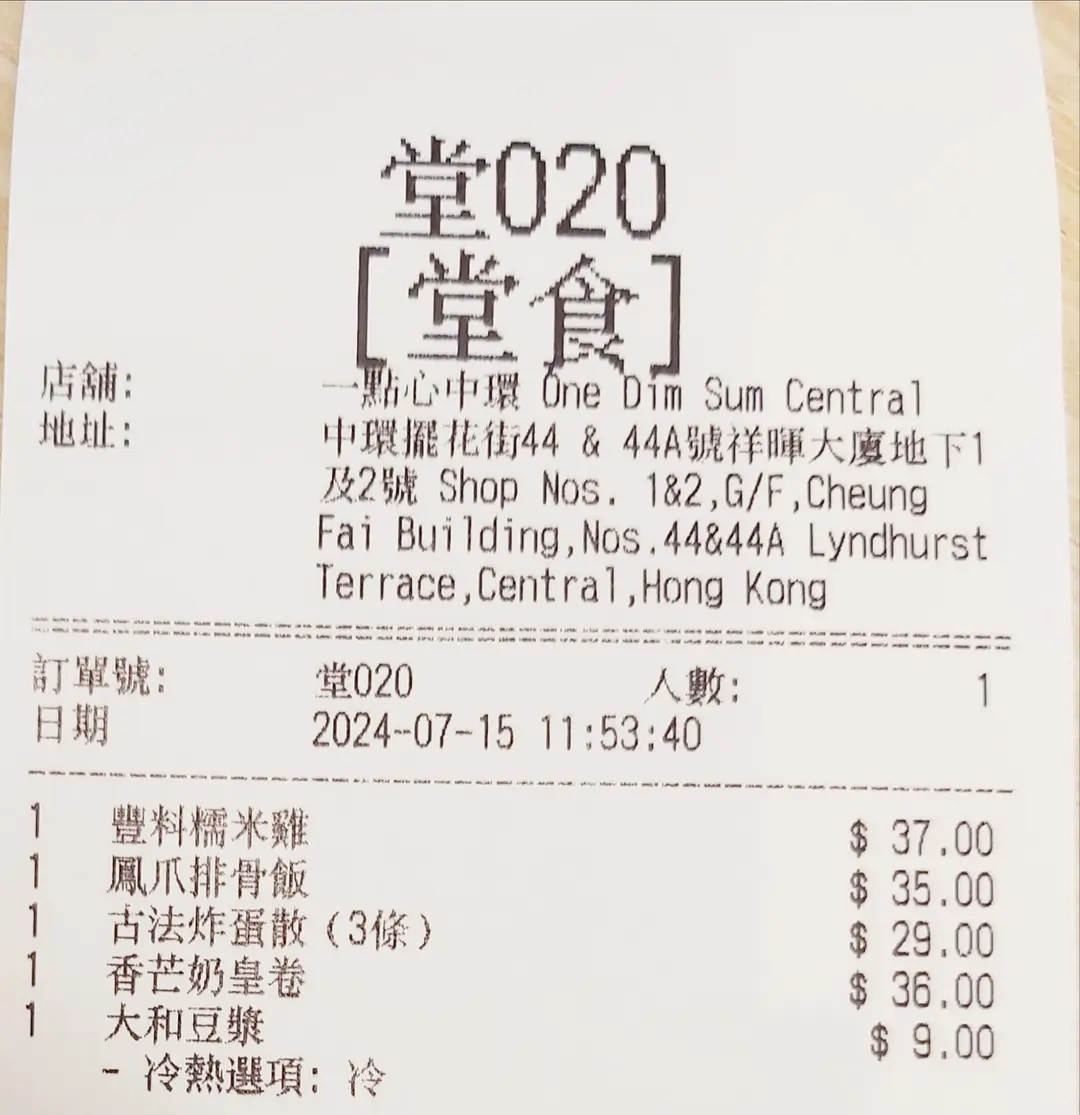 堂020
[堂食]
店舖: 一點心中環 One Dim Sum Central
地址: 中環擺花街44 & 44A號祥暉大廈地下1
及2號 Shop Nos. 1&2,G/F,Cheung
Fai Building,Nos.44&44A Lyndhurst
Terrace,Central,Hong Kong
訂單號: 堂020 人數: 1
日期 2024-07-15 11:53:40
1 豐料糯米雞 $ 37.00
1 鳳爪排骨飯 $ 35.00
1 古法炸蛋散(3條) $ 29.00
1 香芒奶皇卷 $ 36.00
1 大和豆漿 $ 9.00
- 冷熱選項: 冷